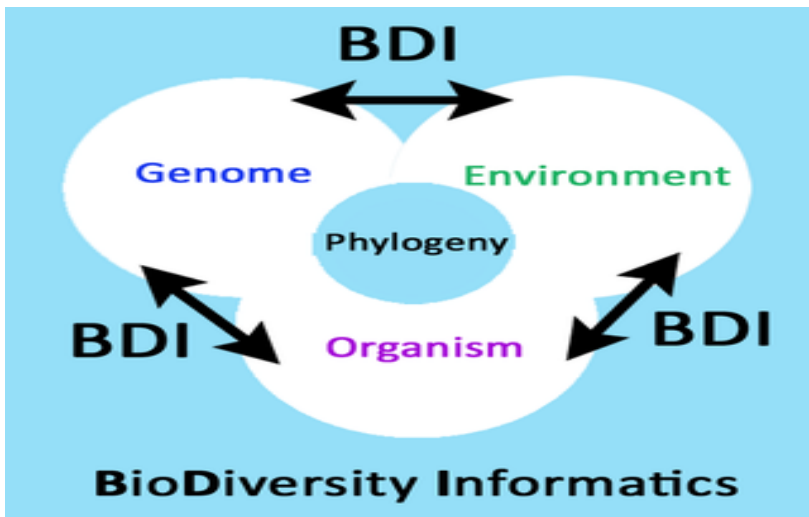 BDI
Genome
Environment
Phylogeny
BDI
Organism
BDI
BioDiversity Informatics